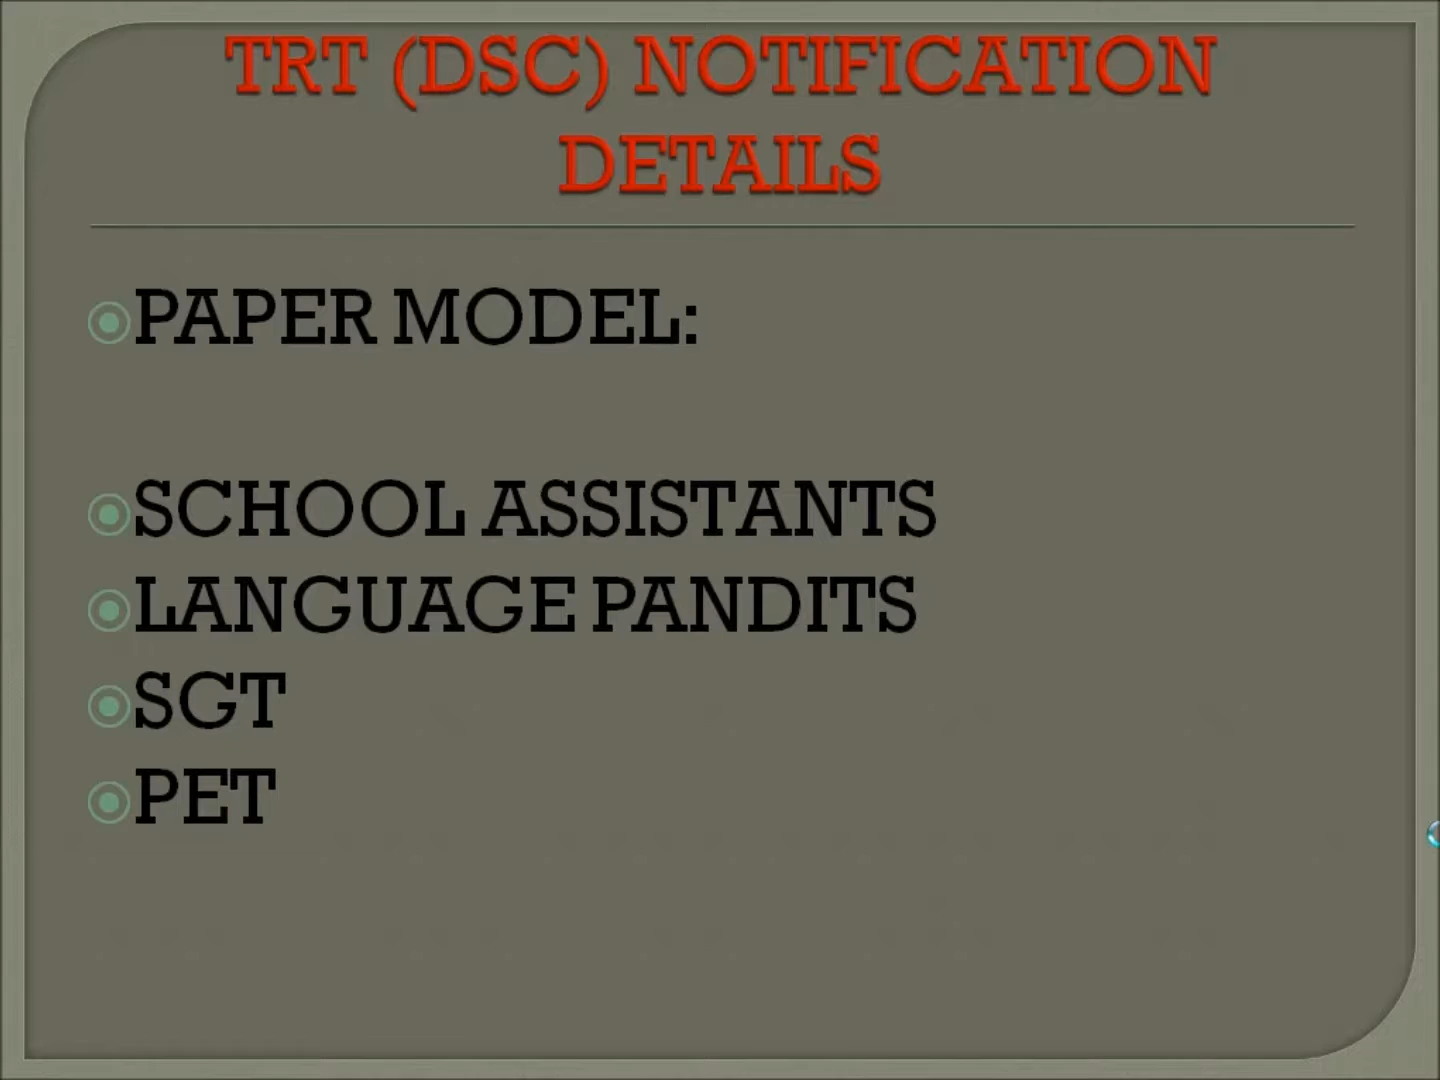 TRT (DSC) NOTIFICATION
DETAILS
PAPER MODEL:
SCHOOL ASSISTANTS
LANGUAGE PANDITS
SGT
PET